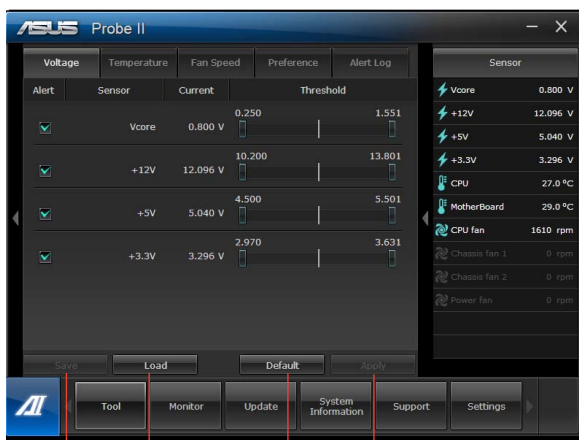 ASUS Probe II
Voltage Temperature Fan Speed Preference Alert Log
Alert Sensor Current Threshold
0.250 1.551
Vcore 0.800 V
10.200 13.801
+12V 12.096 V
4.500 5.501
+5V 5.040 V
2.970 3.631
+3.3V 3.296 V
Save Load Default Apply
Sensor
Vcore 0.800 V
+12V 12.096 V
+5V 5.040 V
+3.3V 3.296 V
CPU 27.0 ºC
MotherBoard 29.0 ºC
CPU fan 1610 rpm
Chassis fan 1 0 rpm
Chassis fan 2 0 rpm
Power fan 0 rpm
AI Tool Monitor Update System Information Support Settings